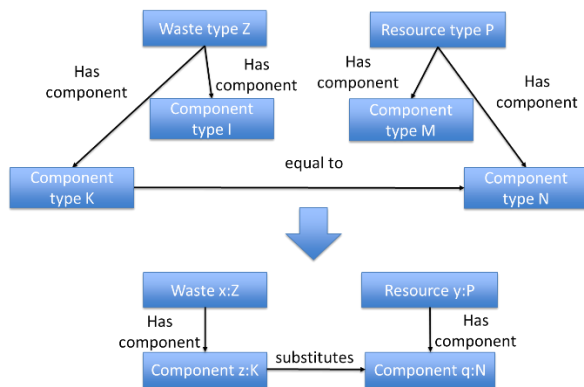 Waste type Z
Resource type P
Has
component
Has
component
Has
component
Has
component
Component
type I
Component
type M
equal to
Component
type K
Component
type N
Waste x:Z
Resource y:P
Has
component
Has
component
substitutes
Component z:K
Component q:N